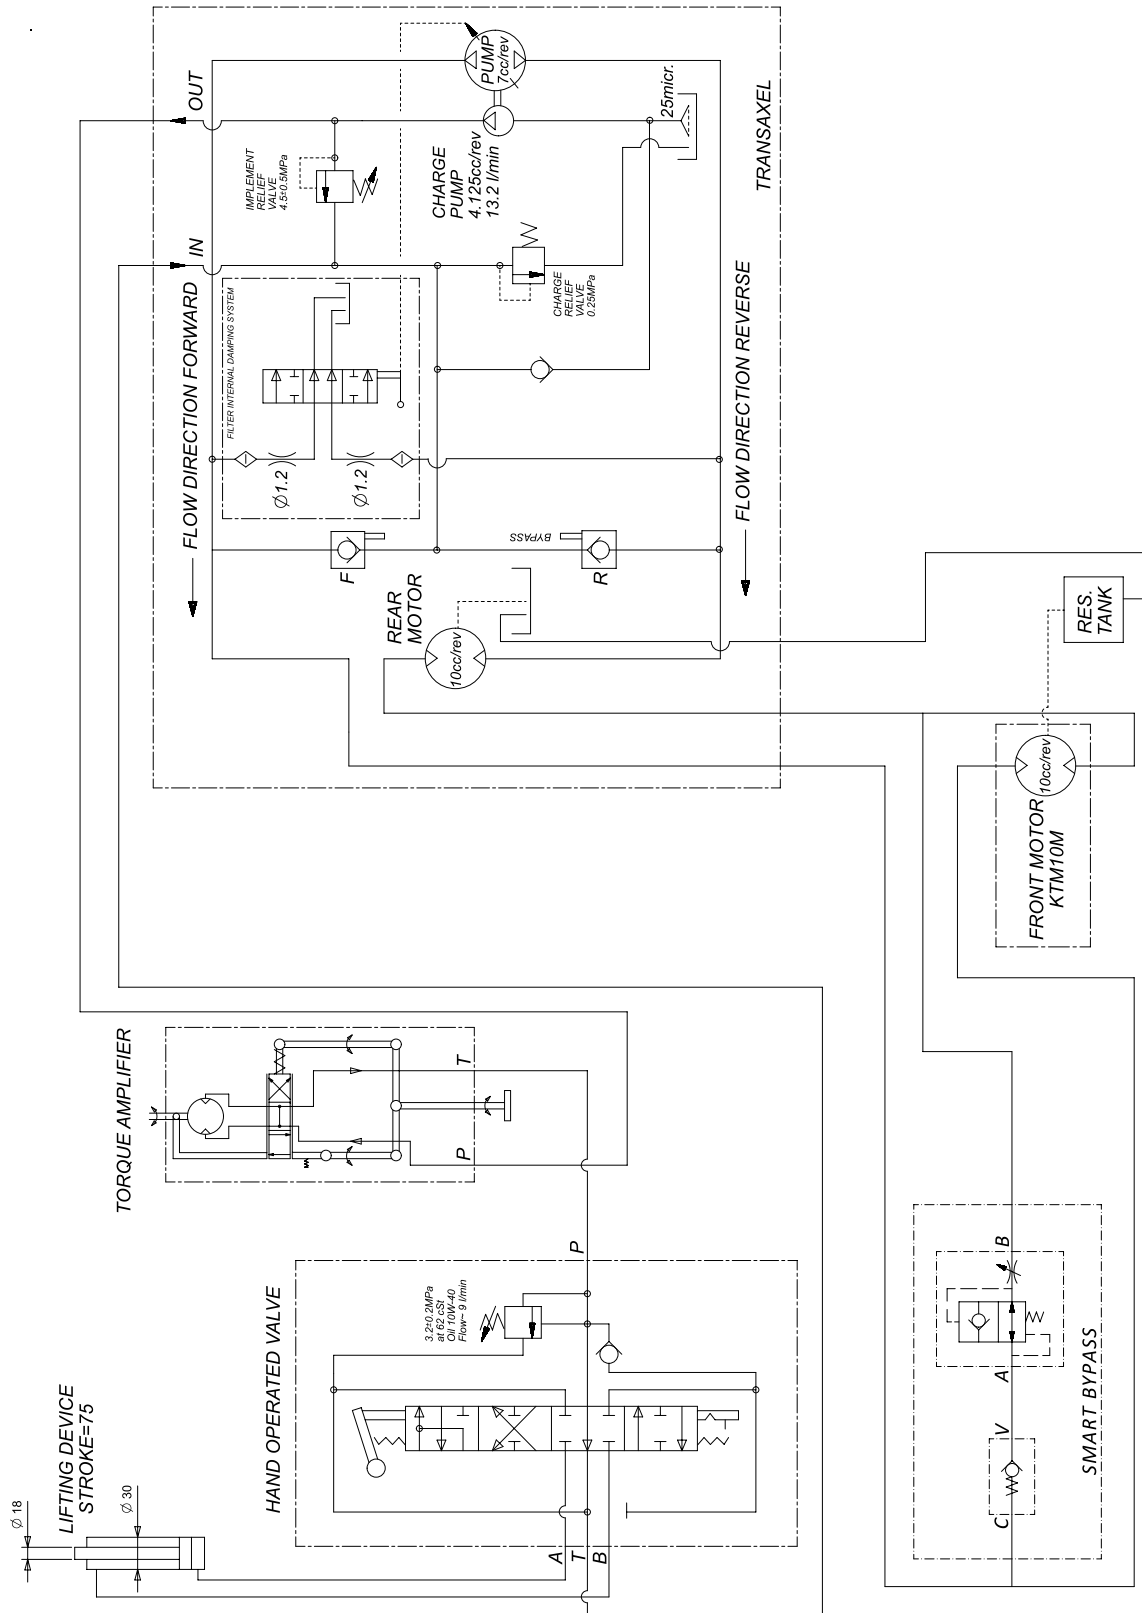 OUT
PUMP
7cc/rev
25micr.
IMPLEMENT
RELIEF
VALVE
4.5±0.5MPa
CHARGE
PUMP
4.125cc/rev
13.2 l/min
TRANSAXEL
IN
FLOW DIRECTION FORWARD
FILTER INTERNAL DAMPING SYSTEM
CHARGE
RELIEF
VALVE
0.25MPa
FLOW DIRECTION REVERSE
Ø1.2
Ø1.2
F
BYPASS
R
REAR
MOTOR
10cc/rev
RES.
TANK
10cc/rev
FRONT MOTOR
KTM10M
TORQUE AMPLIFIER
T
P
HAND OPERATED VALVE
3.2±0.2MPa
at 62 cSt
Oil 10W-40
Flow~ 9 l/min
P
LIFTING DEVICE
STROKE=75
Ø 18
Ø 30
A
T
B
B
A
V
C
SMART BYPASS